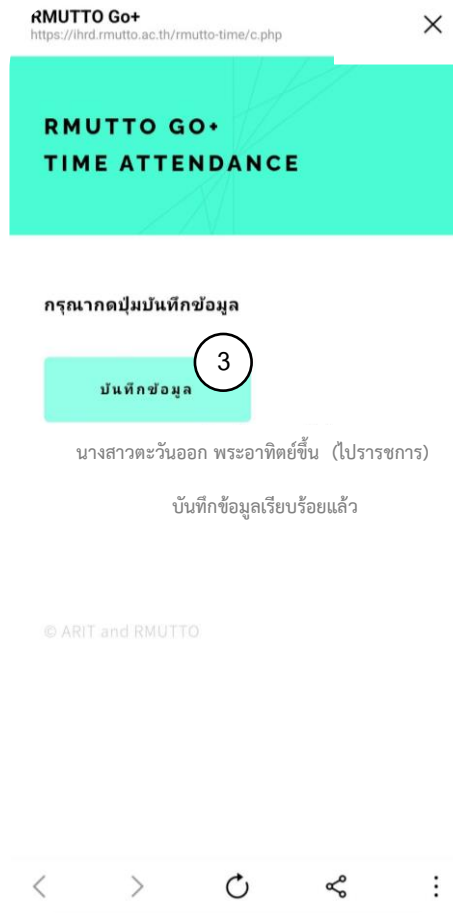 RMUTTO Go+
https://ihrd.rmutto.ac.th/rmutto-time/c.php
RMUTTO GO+
TIME ATTENDANCE
กรุณากดปุ่มบันทึกข้อมูล
3
บันทึกข้อมูล
นางสาวตะวันออก พระอาทิตย์ขึ้น (ไปรารชการ)
บันทึกข้อมูลเรียบร้อยแล้ว
© ARIT and RMUTTO